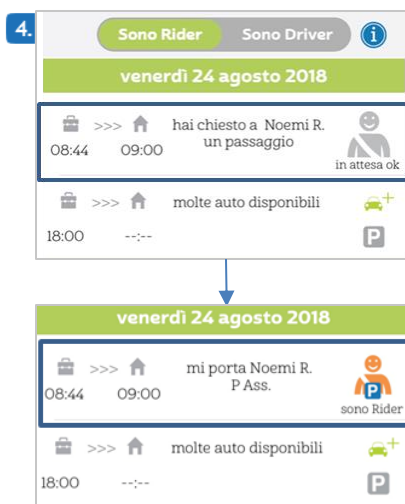 4.
Sono Rider Sono Driver i
venerdì 24 agosto 2018
>>> hai chiesto a Noemi R.
un passaggio
08:44 09:00
in attesa ok
>>> molte auto disponibili +
18:00 --:-- P
venerdì 24 agosto 2018
>>> mi porta Noemi R.
P Ass.
P
08:44 09:00
sono Rider
>>> molte auto disponibili +
18:00 --:-- P